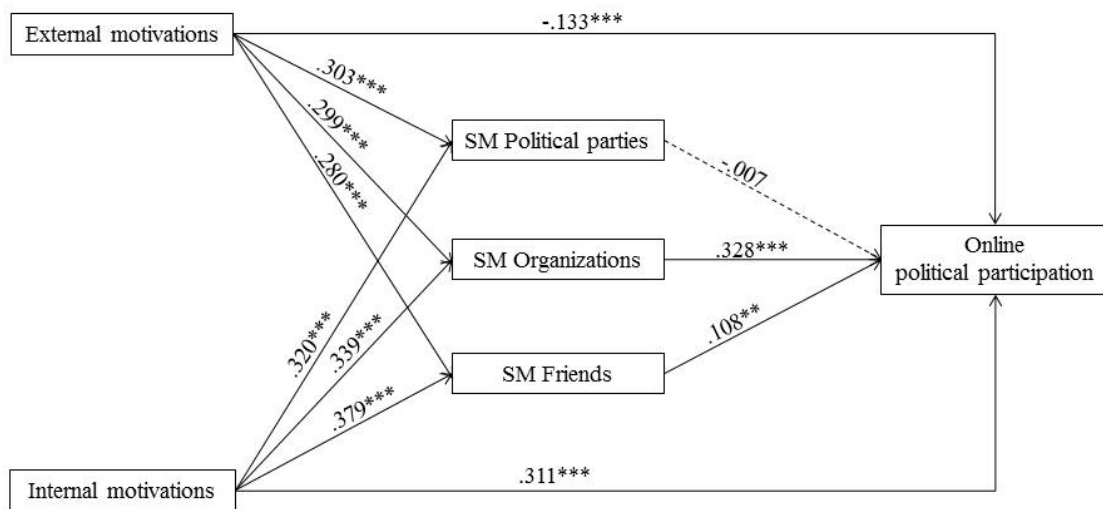 External motivations
-.133***
.303***
.299***
.280***
SM Political parties
-.007
SM Organizations
.328***
Online
political participation
.320***
.339***
.108**
SM Friends
.379***
Internal motivations
.311***